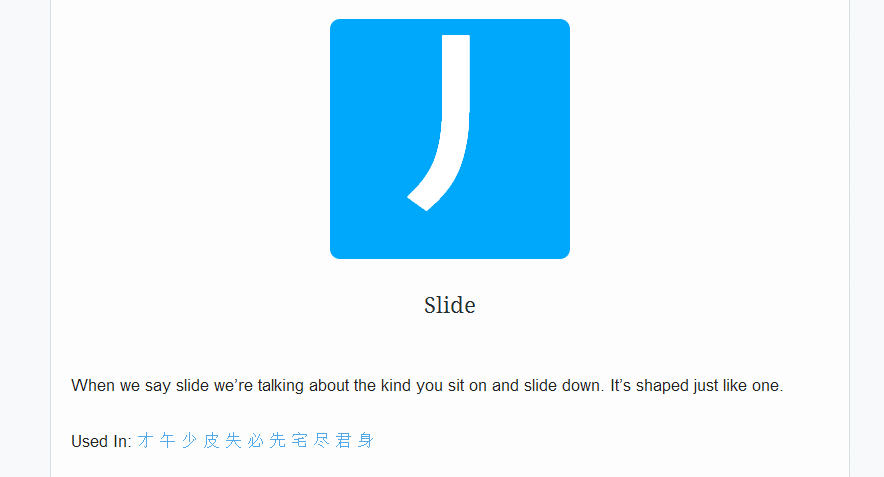 丿
Slide
When we say slide we’re talking about the kind you sit on and slide down. It’s shaped just like one.
Used In: 才 午 少 皮 失 必 先 宅 尽 君 身